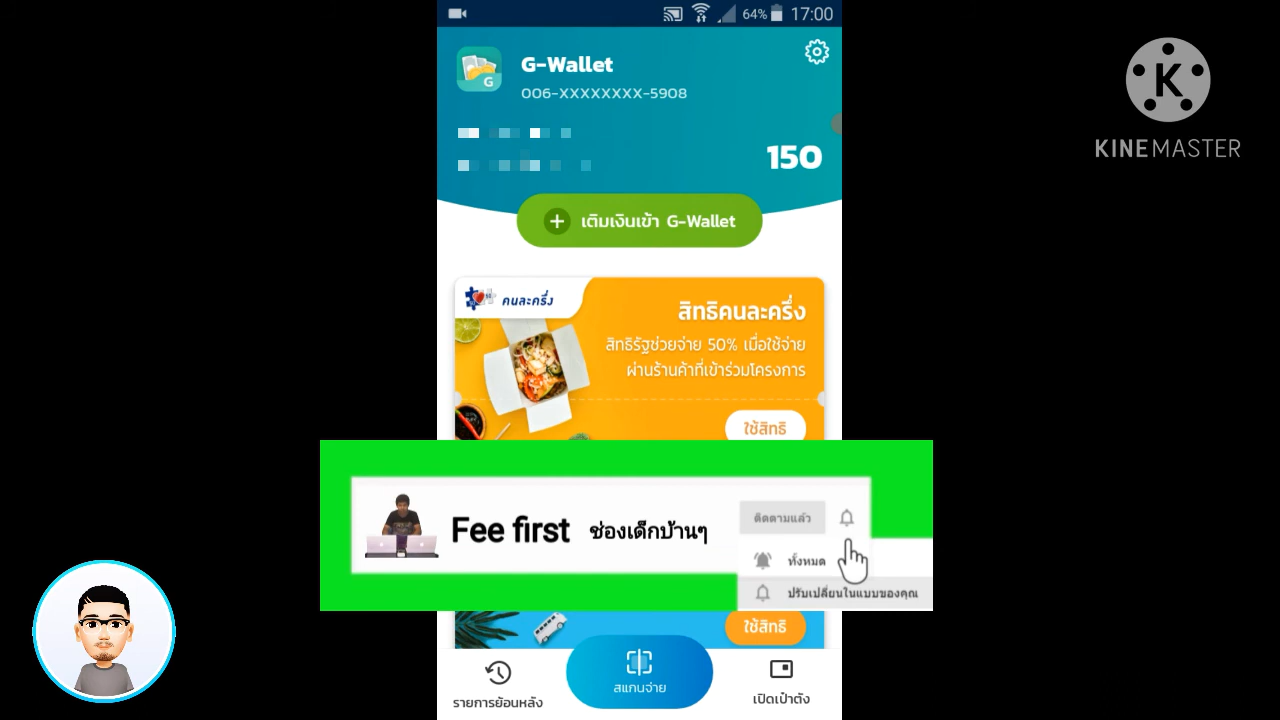 64% 17:00
G-Wallet
006-XXXXXXXX-5908
150
เติมเงินเข้า G-Wallet
คนละครึ่ง
สิทธิคนละครึ่ง
สิทธิรัฐช่วยจ่าย 50% เมื่อใช้จ่าย
ผ่านร้านค้าที่เข้าร่วมโครงการ
ใช้สิทธิ
Fee first ช่องเด็กบ้านๆ
ติดตามแล้ว
ทั้งหมด
ปรับเปลี่ยนในแบบของคุณ
ใช้สิทธิ
สแกนจ่าย
รายการย้อนหลัง
เปิดเป๋าตัง
K
KINEMASTER